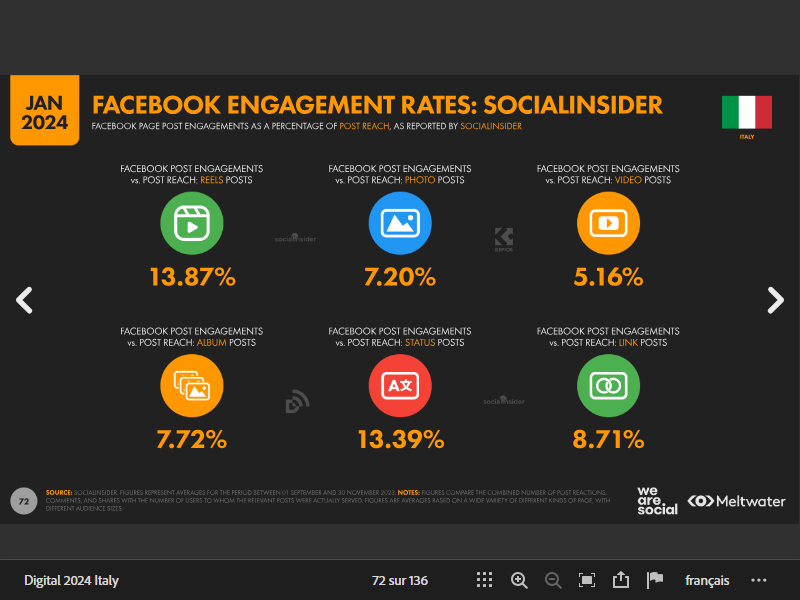 JAN
2024
FACEBOOK ENGAGEMENT RATES: SOCIALINSIDER
FACEBOOK PAGE POST ENGAGEMENTS AS A PERCENTAGE OF POST REACH, AS REPORTED BY SOCIALINSIDER
ITALY
FACEBOOK POST ENGAGEMENTS
vs. POST REACH: REELS POSTS
13.87%
FACEBOOK POST ENGAGEMENTS
vs. POST REACH: PHOTO POSTS
7.20%
FACEBOOK POST ENGAGEMENTS
vs. POST REACH: VIDEO POSTS
5.16%
socialinsider
KEPIOS
FACEBOOK POST ENGAGEMENTS
vs. POST REACH: ALBUM POSTS
7.72%
FACEBOOK POST ENGAGEMENTS
vs. POST REACH: STATUS POSTS
A文
13.39%
FACEBOOK POST ENGAGEMENTS
vs. POST REACH: LINK POSTS
8.71%
socialinsider
72
SOURCE: SOCIALINSIDER. FIGURES REPRESENT AVERAGES FOR THE PERIOD BETWEEN 01 SEPTEMBER AND 30 NOVEMBER 2023. NOTES: FIGURES COMPARE THE COMBINED NUMBER OF POST REACTIONS,
COMMENTS, AND SHARES WITH THE NUMBER OF USERS TO WHOM THE RELEVANT POSTS WERE ACTUALLY SERVED. FIGURES ARE AVERAGES BASED ON A WIDE VARIETY OF DIFFERENT KINDS OF PAGE, WITH
DIFFERENT AUDIENCE SIZES.
we
are.
social
Meltwater
Digital 2024 Italy
72 sur 136
français